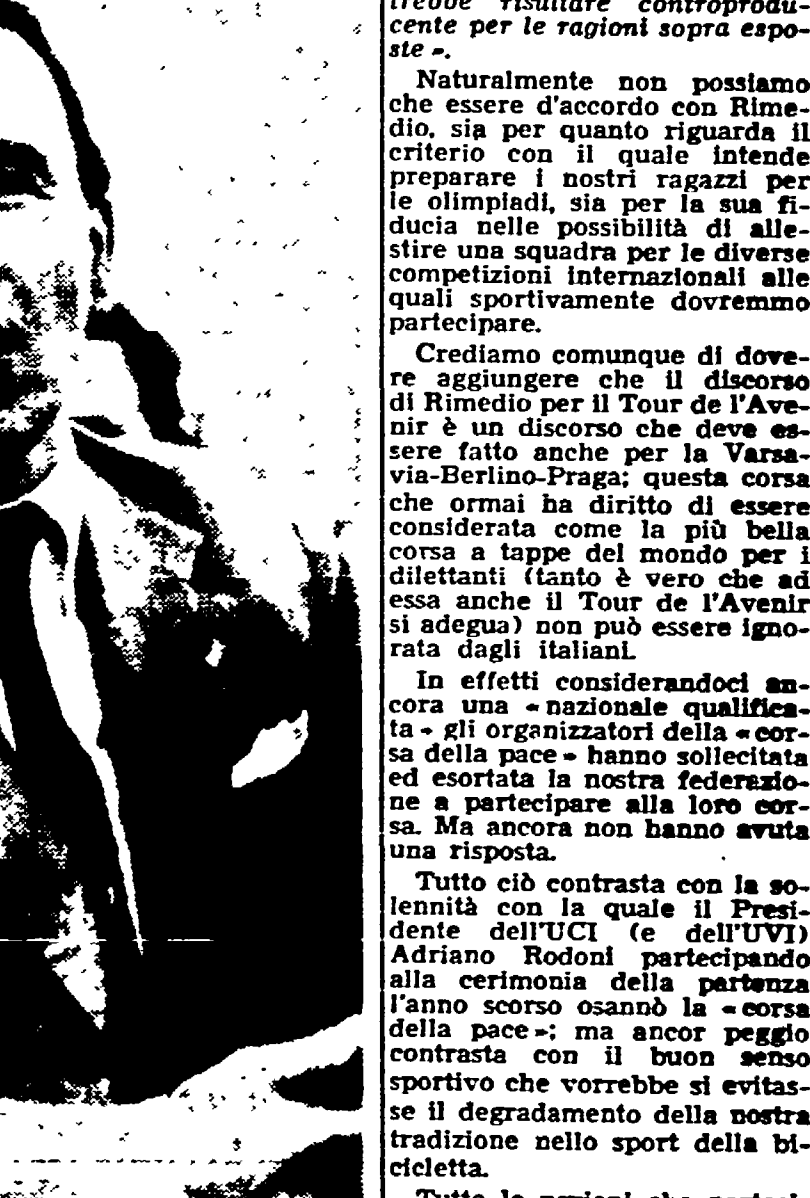 trebbe risultare controprodu-
cente per le ragioni sopra espo-
ste ».
Naturalmente non possiamo
che essere d'accordo con Rime-
dio, sia per quanto riguarda il
criterio con il quale intende
preparare i nostri ragazzi per
le olimpiadi, sia per la sua fi-
ducia nelle possibilità di alle-
stire una squadra per le diverse
competizioni internazionali alle
quali sportivamente dovremmo
partecipare.
Crediamo comunque di dove-
re aggiungere che il discorso
di Rimedio per il Tour de l'Ave-
nir è un discorso che deve es-
sere fatto anche per la Varsa-
via-Berlino-Praga; questa corsa
che ormai ha diritto di essere
considerata come la più bella
corsa a tappe del mondo per i
dilettanti (tanto è vero che ad
essa anche il Tour de l'Avenir
si adegua) non può essere igno-
rata dagli italiani.
In effetti considerandoci an-
cora una « nazionale qualifica-
ta » gli organizzatori della « cor-
sa della pace » hanno sollecitata
ed esortata la nostra federazio-
ne a partecipare alla loro cor-
sa. Ma ancora non hanno avuta
una risposta.
Tutto ciò contrasta con la so-
lennità con la quale il Presi-
dente dell'UCI (e dell'UVI)
Adriano Rodoni partecipando
alla cerimonia della partenza
l'anno scorso osannò la « corsa
della pace »; ma ancor peggio
contrasta con il buon senso
sportivo che vorrebbe si evitas-
se il degradamento della nostra
tradizione nello sport della bi-
cicletta.